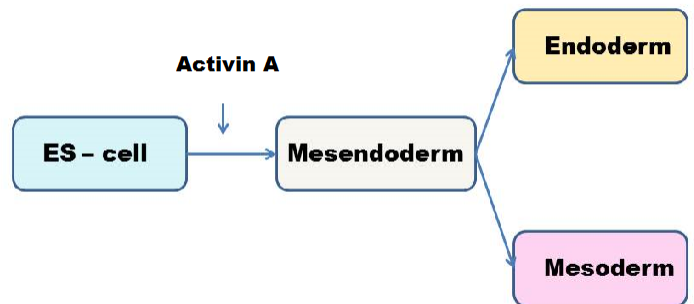 Activin A
ES – cell
Mesendoderm
Endoderm
Mesoderm